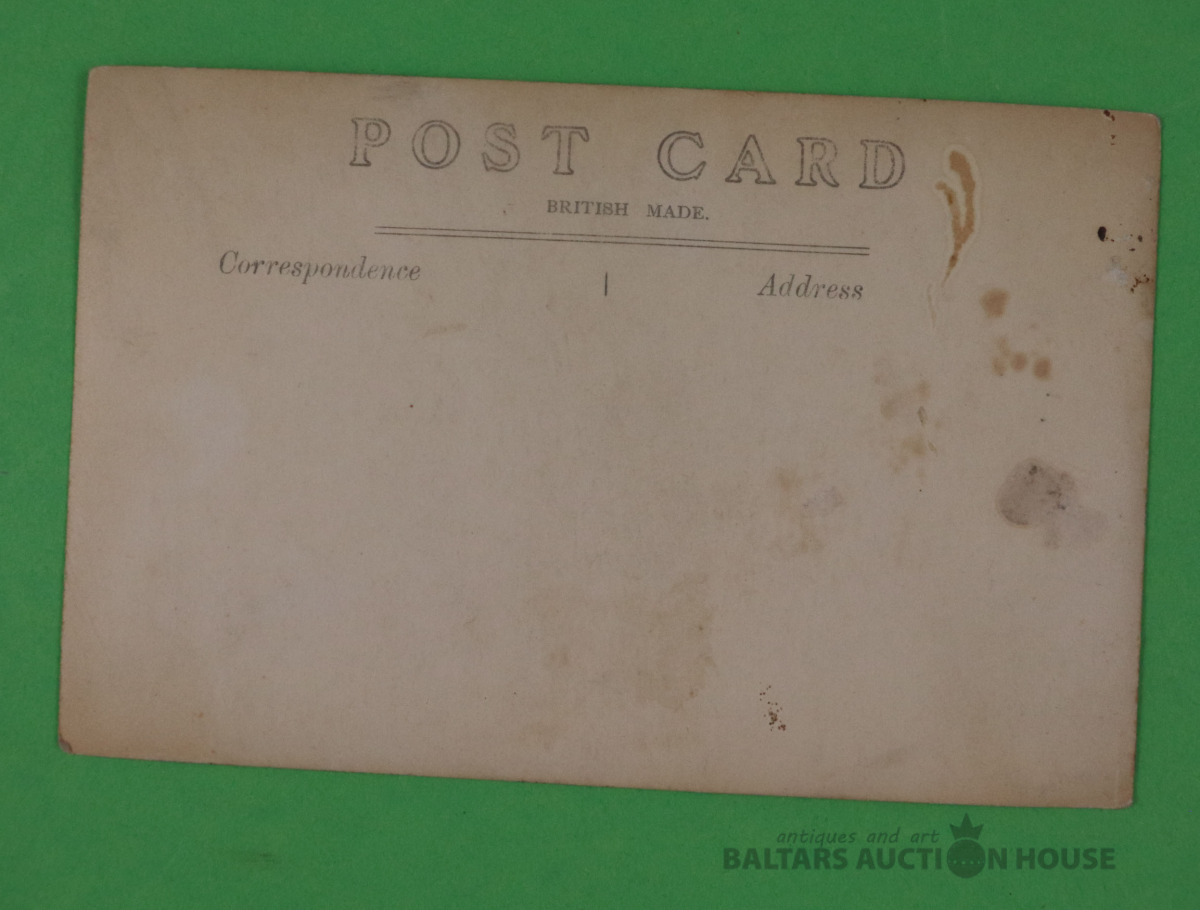 POST CARD
BRITISH MADE.
Correspondence
Address
antiques and art
BALTARS AUCTION HOUSE